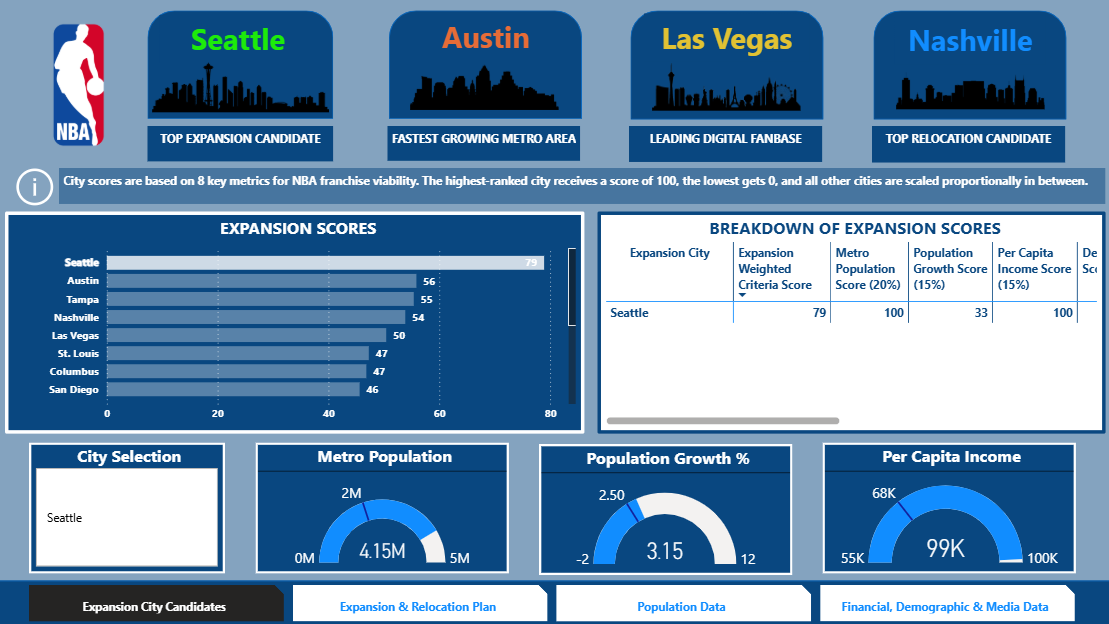 NBA
Seattle
Austin
Las Vegas
Nashville
TOP EXPANSION CANDIDATE
FASTEST GROWING METRO AREA
LEADING DIGITAL FANBASE
TOP RELOCATION CANDIDATE
i
City scores are based on 8 key metrics for NBA franchise viability. The highest-ranked city receives a score of 100, the lowest gets 0, and all other cities are scaled proportionally in between.
EXPANSION SCORES
Seattle 79
Austin 56
Tampa 55
Nashville 54
Las Vegas 50
St. Louis 47
Columbus 47
San Diego 46
0 20 40 60 80
BREAKDOWN OF EXPANSION SCORES
Expansion City Expansion Metro Population Per Capita De
Weighted Population Growth Score Income Score Sc
Criteria Score Score (20%) (15%) (15%)
Seattle 79 100 33 100
City Selection
Seattle
Metro Population
2M
0M 4.15M 5M
Population Growth %
2.50
-2 3.15 12
Per Capita Income
68K
55K 99K 100K
Expansion City Candidates
Expansion & Relocation Plan
Population Data
Financial, Demographic & Media Data